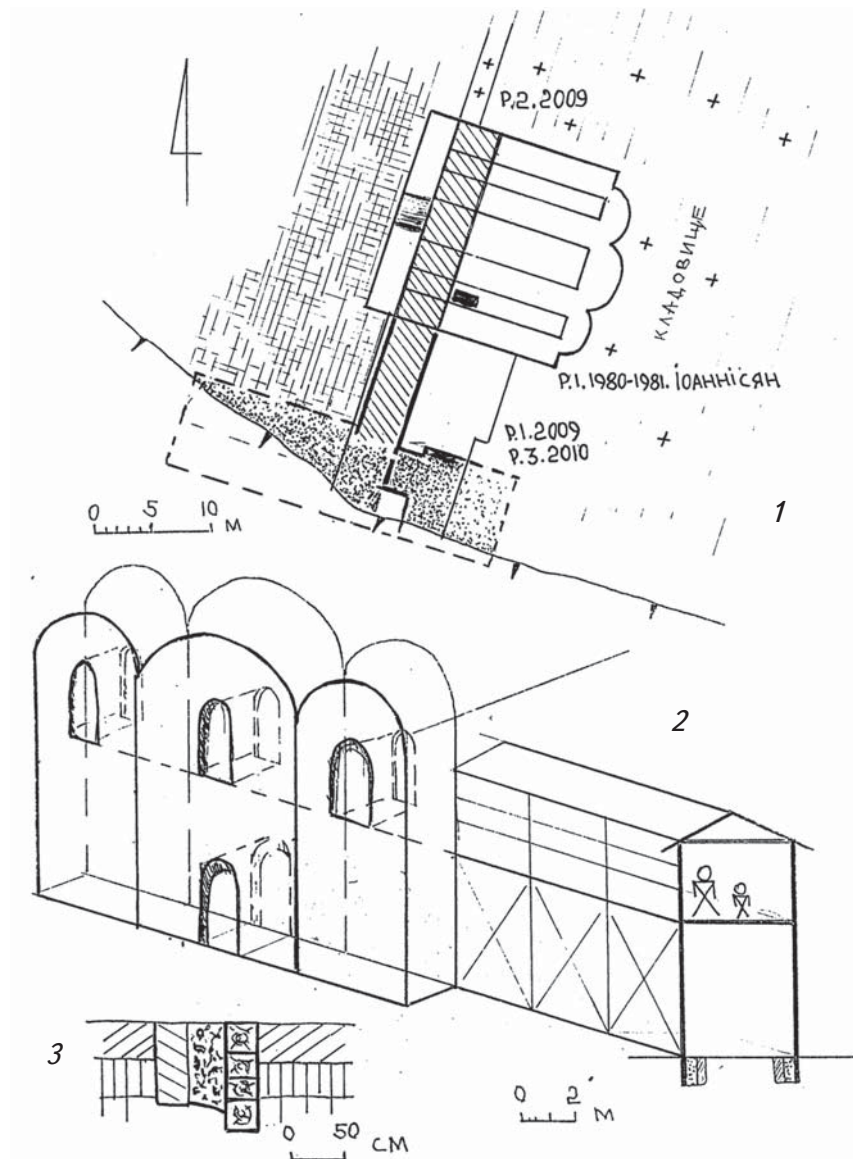 Р.2.2009
КЛАДОВИЩЕ
Р.1.1980-1981. ІОАННІСЯН
Р.1.2009
Р.3.2010
0 5 10
М
1
2
3
0 50 СМ
0 2
М